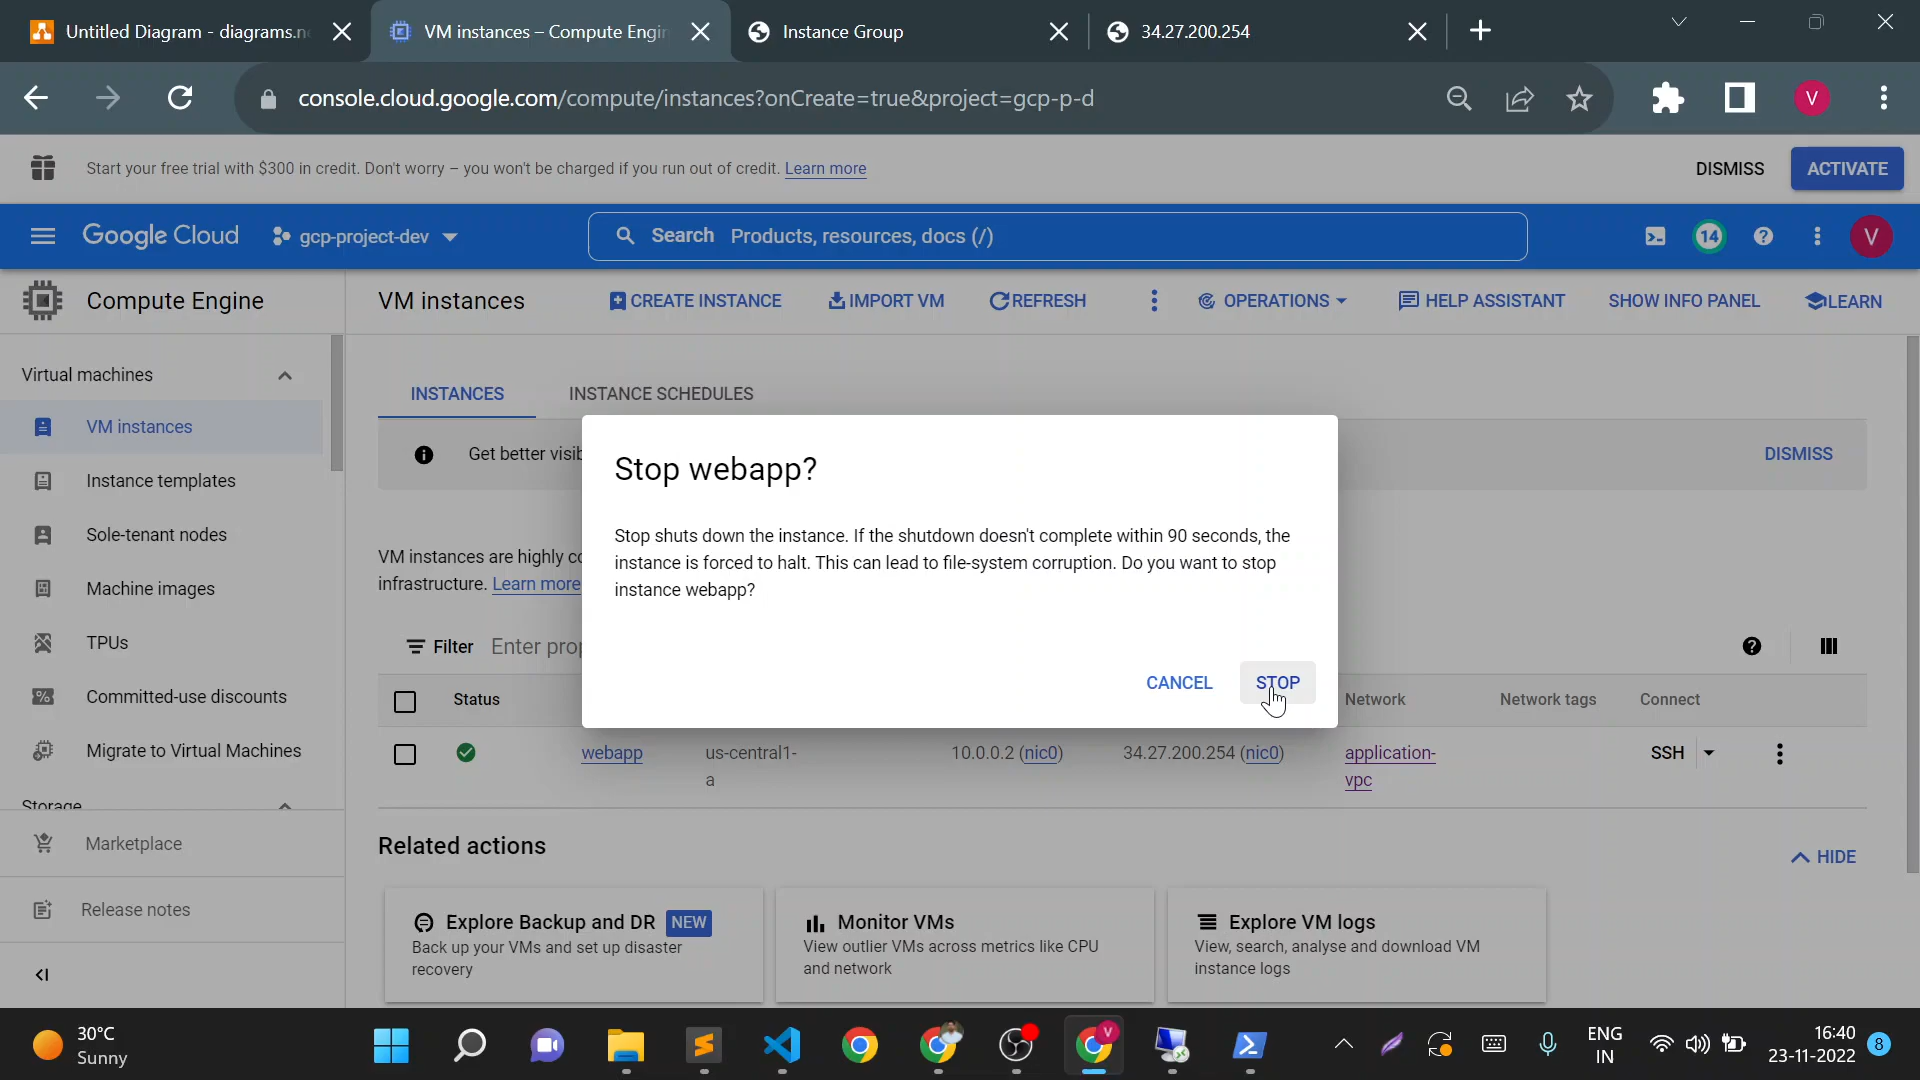 Untitled Diagram - diagrams.n
VM instances – Compute Engin
Instance Group
34.27.200.254
console.cloud.google.com/compute/instances?onCreate=true&project=gcp-p-d
V
Start your free trial with $300 in credit. Don't worry – you won't be charged if you run out of credit. Learn more
DISMISS
ACTIVATE
Google Cloud
gcp-project-dev
Search Products, resources, docs (/)
14
V
Compute Engine
VM instances
CREATE INSTANCE
IMPORT VM
REFRESH
OPERATIONS
HELP ASSISTANT
SHOW INFO PANEL
LEARN
Virtual machines
VM instances
Instance templates
Sole-tenant nodes
Machine images
TPUs
Committed-use discounts
Migrate to Virtual Machines
Storage
Marketplace
Release notes
INSTANCES
INSTANCE SCHEDULES
Get better visib
DISMISS
VM instances are highly co
infrastructure. Learn more
Stop webapp?
Stop shuts down the instance. If the shutdown doesn't complete within 90 seconds, the
instance is forced to halt. This can lead to file-system corruption. Do you want to stop
instance webapp?
CANCEL
STOP
Filter Enter prop
Status
Network
Network tags
Connect
webapp
us-central1-
a
10.0.0.2 (nic0)
34.27.200.254 (nic0)
application-
vpc
SSH
Related actions
HIDE
Explore Backup and DR NEW
Back up your VMs and set up disaster
recovery
Monitor VMs
View outlier VMs across metrics like CPU
and network
Explore VM logs
View, search, analyse and download VM
instance logs
30°C
Sunny
V
ENG
IN
16:40
23-11-2022
8